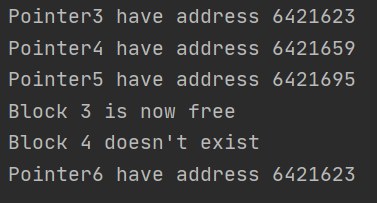 Pointer3 have address 6421623
Pointer4 have address 6421659
Pointer5 have address 6421695
Block 3 is now free
Block 4 doesn't exist
Pointer6 have address 6421623